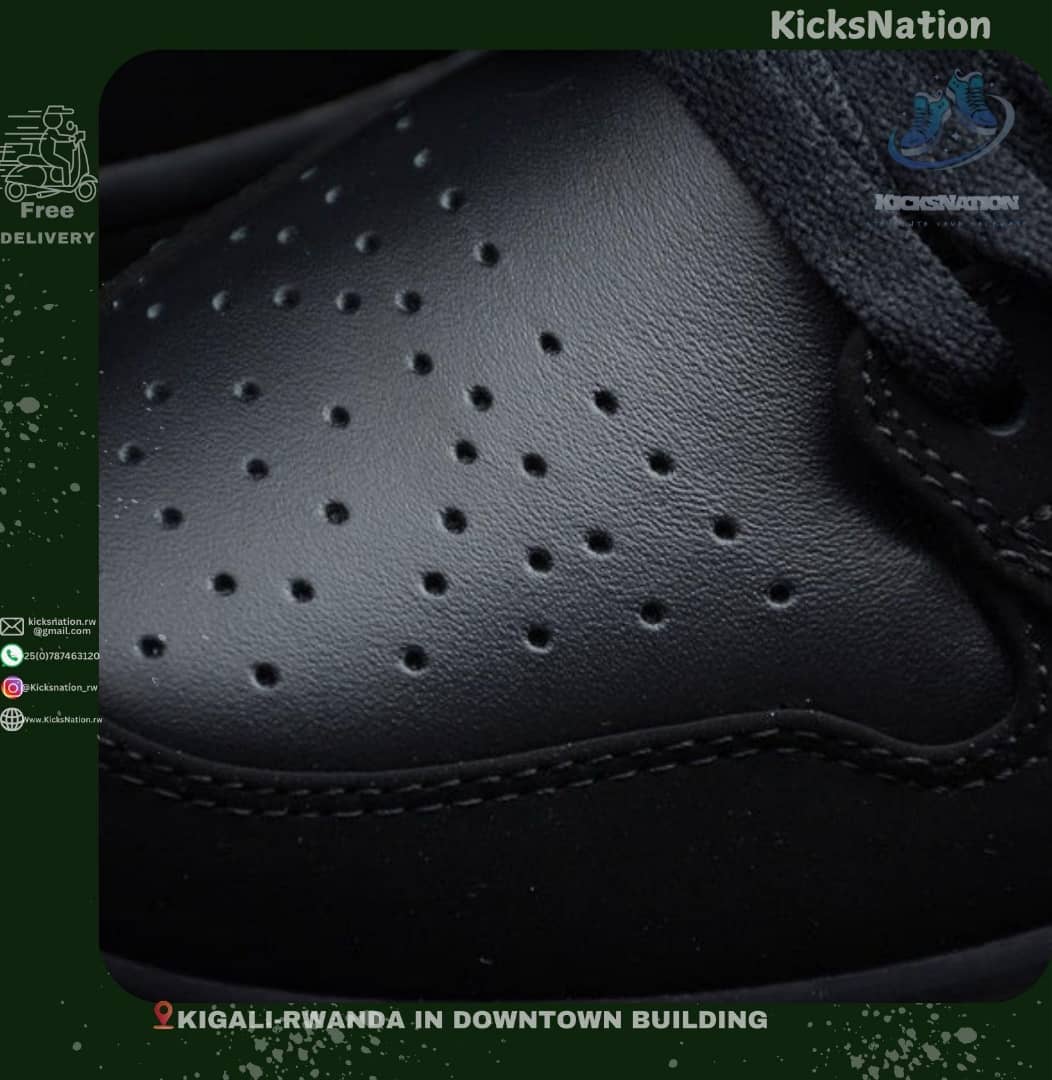 KicksNation
KICKSNATION
Free
DELIVERY
kicksnation.rw
@gmail.com
25(0)787463120
@Kicksnation_rw
Www.KicksNation.rw
KIGALI-RWANDA IN DOWNTOWN BUILDING